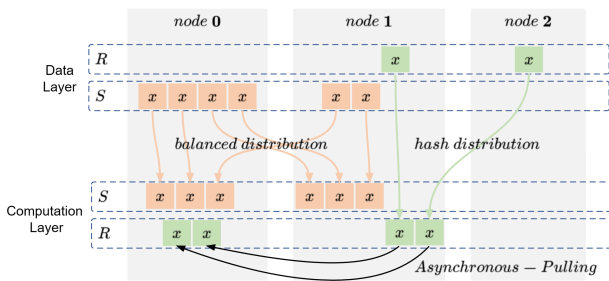 node 0 node 1 node 2
Data
Layer
R x x
S x x x x x x
balanced distribution hash distribution
Computation
Layer
S x x x x x x
R x x x x
Asynchronous − Pulling